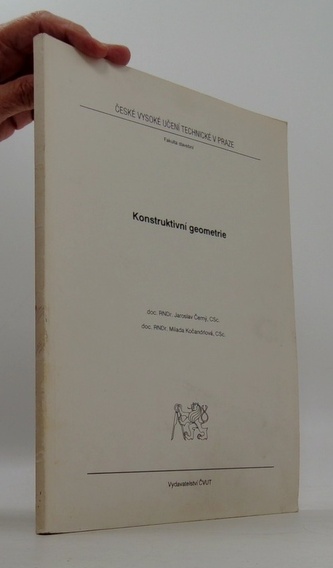 ČESKÉ VYSOKÉ UČENÍ TECHNICKÉ V PRAZE
Fakulta stavební
Konstruktivní geometrie
doc. RNDr. Jaroslav Černý, CSc.
doc. RNDr. Milada Kočandrlová, CSc.
Vydavatelství ČVUT